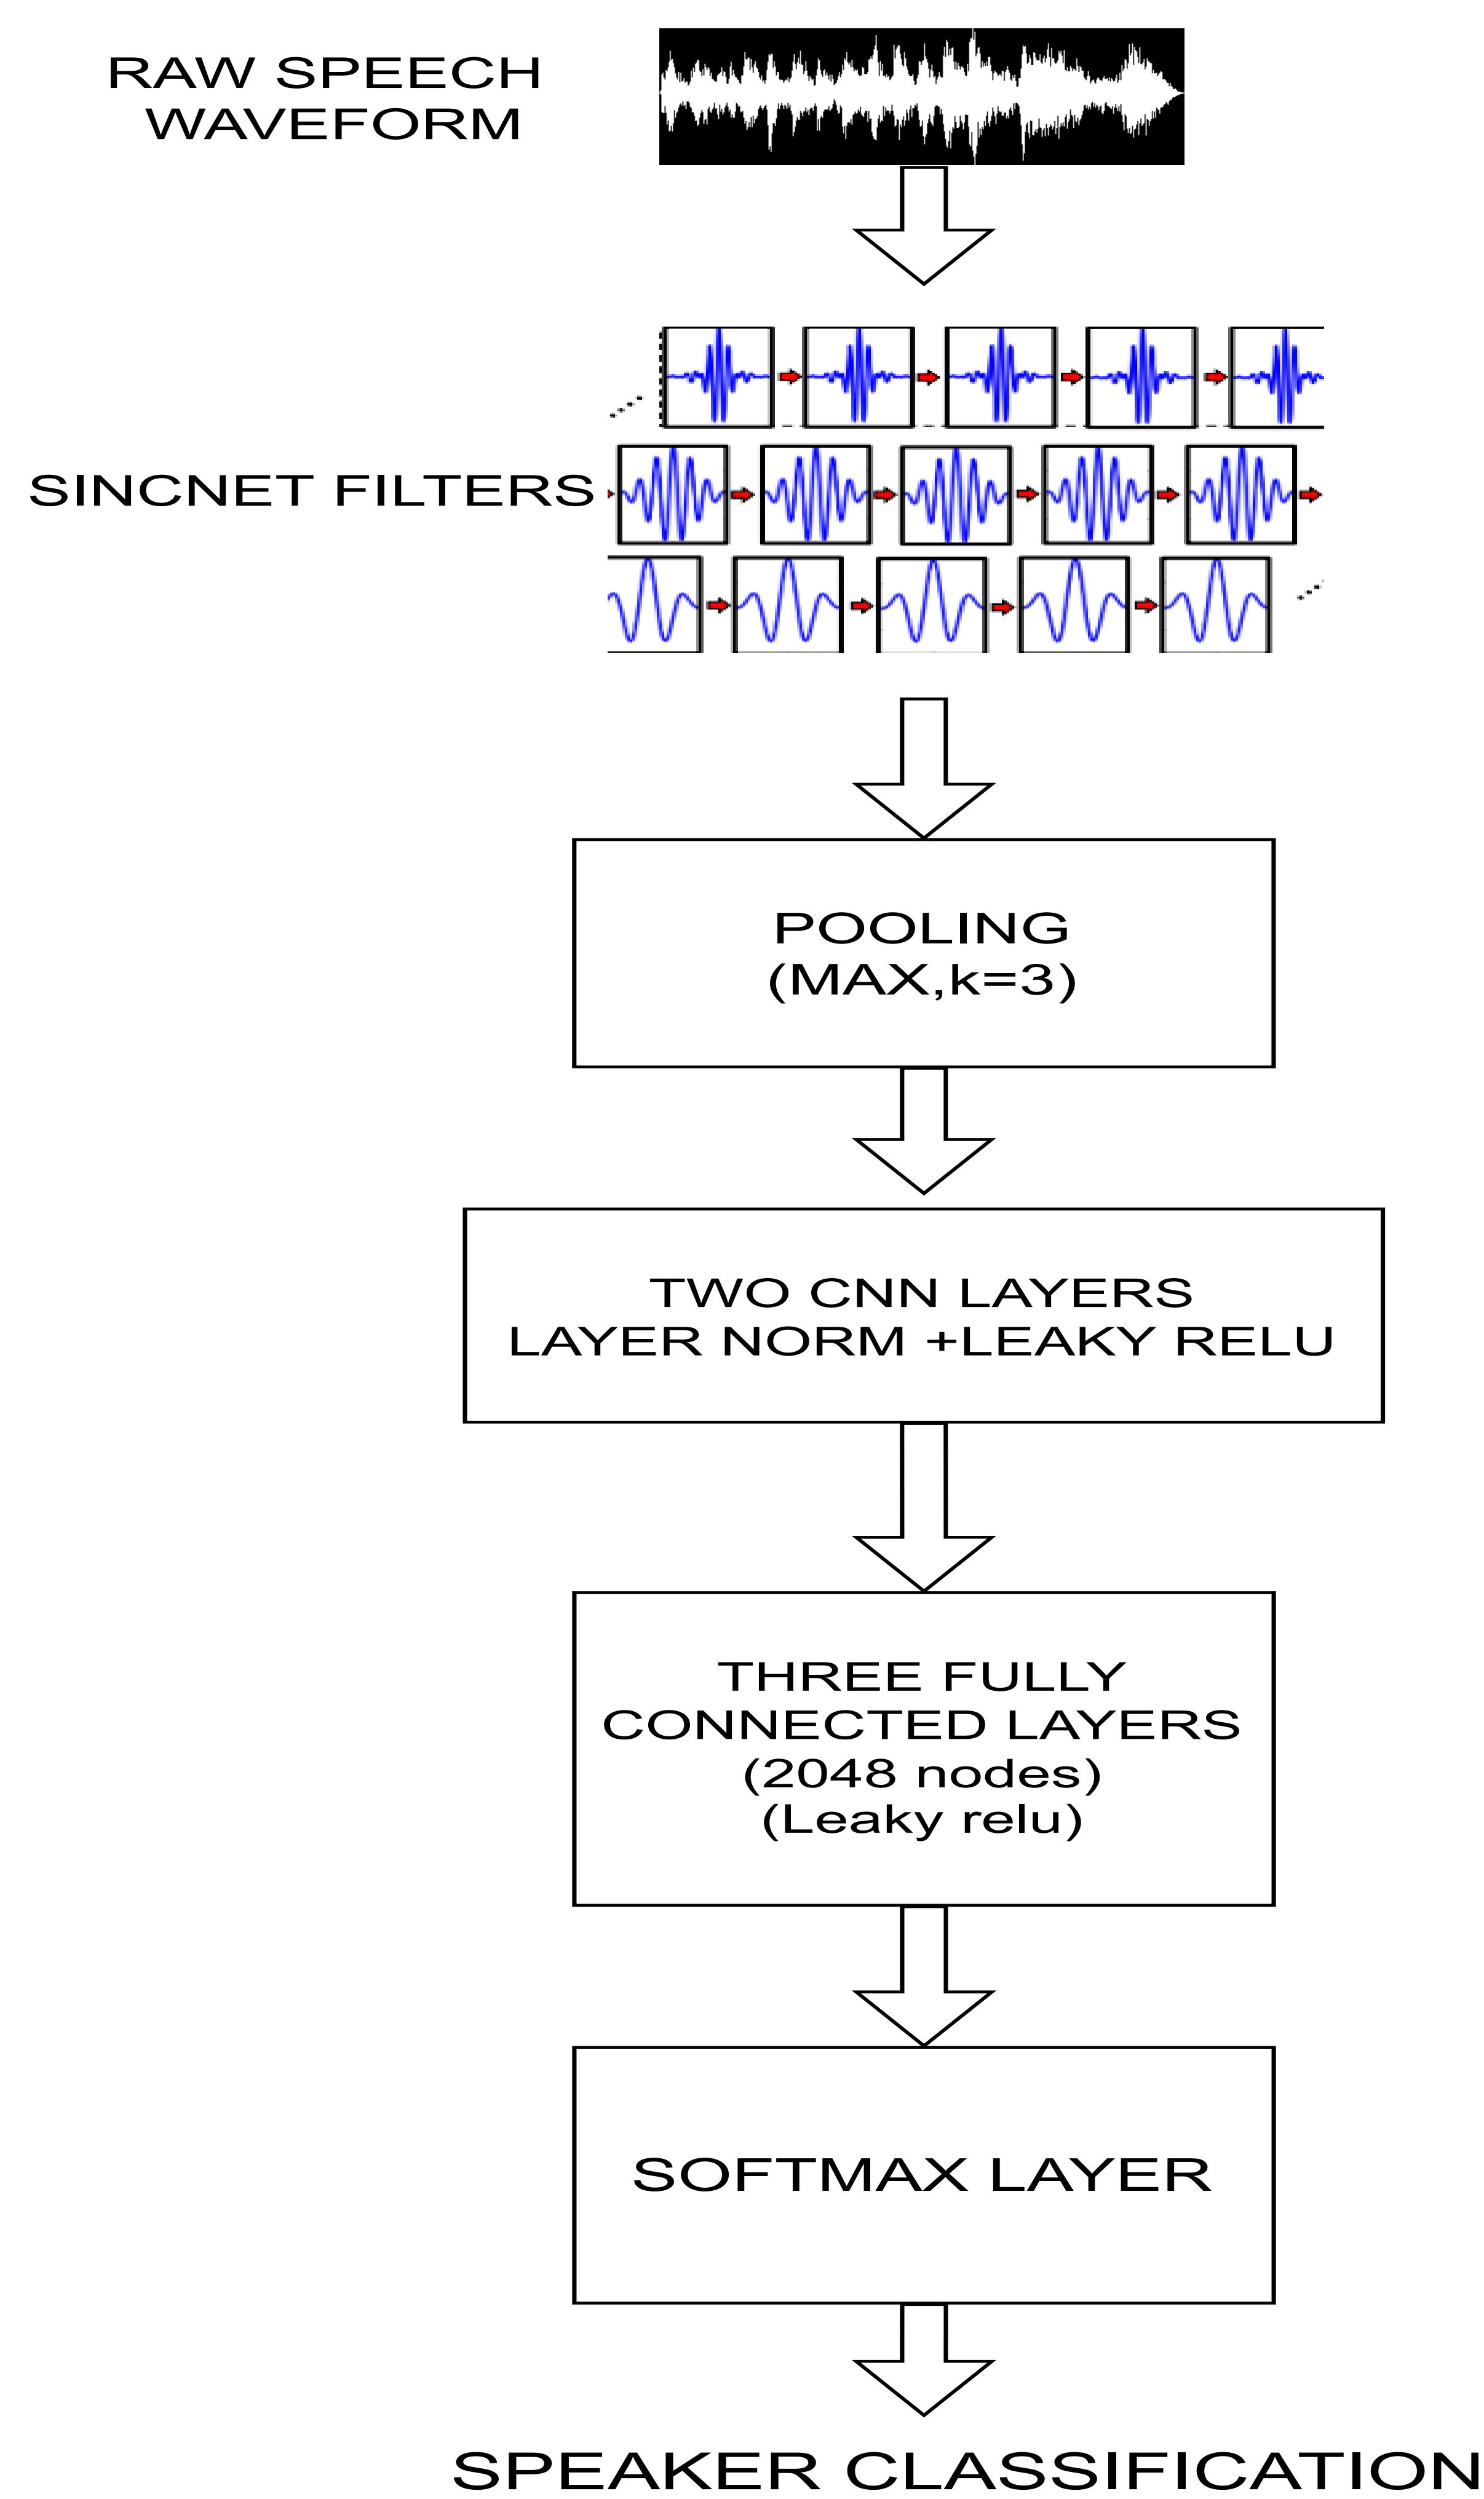 RAW SPEECH
WAVEFORM
SINCNET FILTERS
POOLING
(MAX,k=3)
TWO CNN LAYERS
LAYER NORM +LEAKY RELU
THREE FULLY
CONNECTED LAYERS
(2048 nodes)
(Leaky relu)
SOFTMAX LAYER
SPEAKER CLASSIFICATION